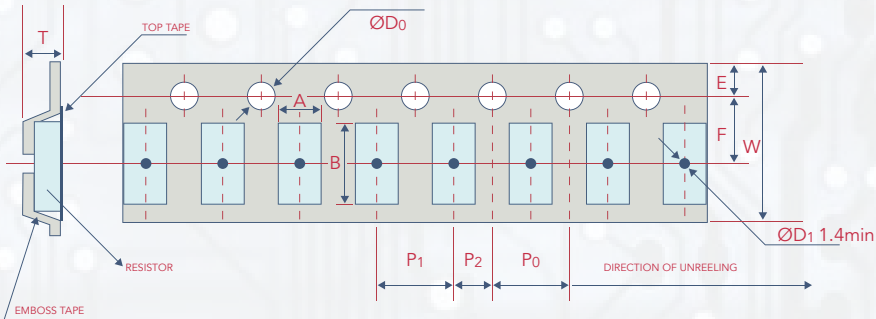 T
TOP TAPE
ØD0
A
B
E
F
W
ØD1 1.4min
P1
P2
P0
DIRECTION OF UNREELING
RESISTOR
EMBOSS TAPE